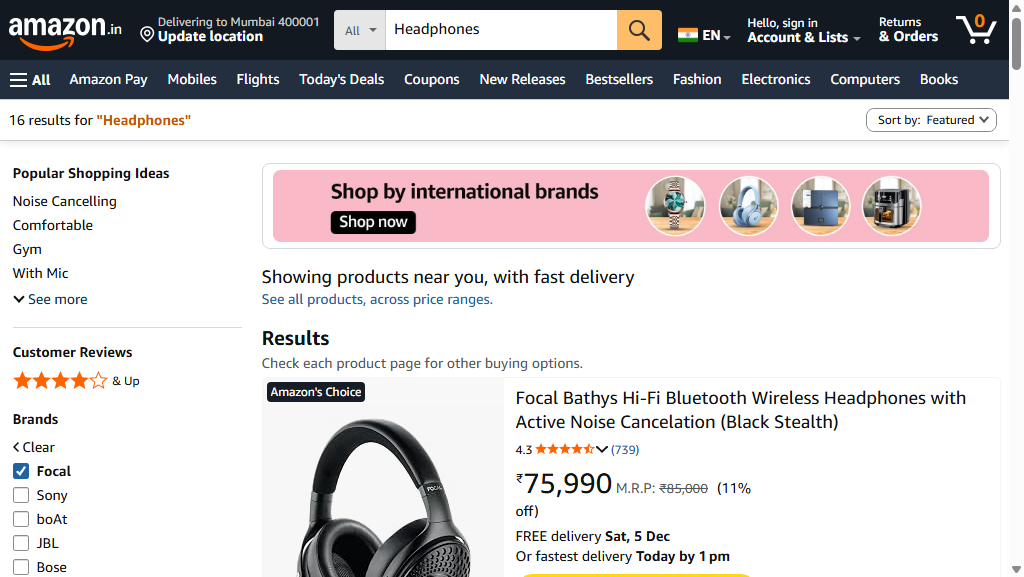 amazon.in
Delivering to Mumbai 400001
Update location
All
Headphones
EN
Hello, sign in
Account & Lists
Returns
& Orders
0
All
Amazon Pay
Mobiles
Flights
Today's Deals
Coupons
New Releases
Bestsellers
Fashion
Electronics
Computers
Books
16 results for "Headphones"
Sort by: Featured
Popular Shopping Ideas
Noise Cancelling
Comfortable
Gym
With Mic
See more
Customer Reviews
& Up
Brands
Clear
Focal
Sony
boAt
JBL
Bose
Shop by international brands
Shop now
Showing products near you, with fast delivery
See all products, across price ranges.
Results
Check each product page for other buying options.
Amazon's Choice
FOCAL
Focal Bathys Hi-Fi Bluetooth Wireless Headphones with
Active Noise Cancelation (Black Stealth)
4.3 (739)
₹75,990 M.R.P: ₹85,000 (11%
off)
FREE delivery Sat, 5 Dec
Or fastest delivery Today by 1 pm